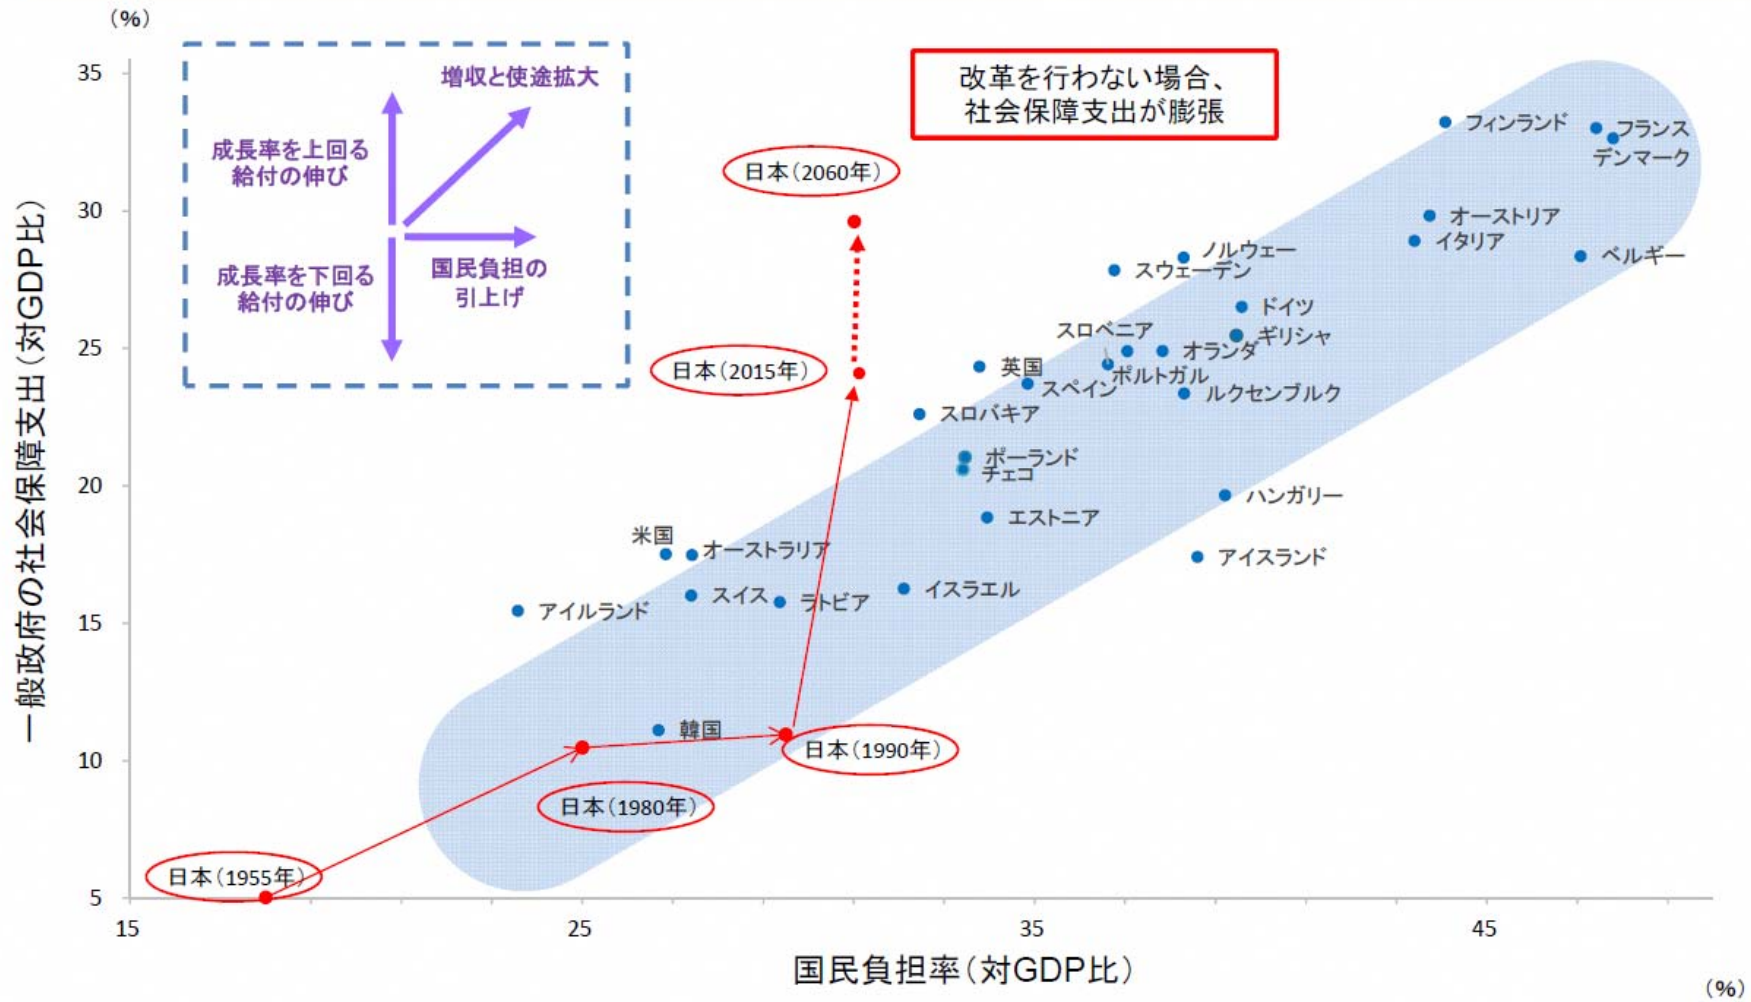 (%)
35
30
25
20
15
10
5
15
25
35
45
(%)
一般政府の社会保障支出(対GDP比)
国民負担率(対GDP比)
増収と使途拡大
成長率を上回る
給付の伸び
成長率を下回る
給付の伸び
国民負担の
引上げ
改革を行わない場合、
社会保障支出が膨張
日本(2060年)
日本(2015年)
日本(1990年)
日本(1980年)
日本(1955年)
フィンランド
フランス
デンマーク
オーストリア
イタリア
ベルギー
ノルウェー
スウェーデン
ドイツ
スロベニア
ギリシャ
オランダ
英国
ポルトガル
スペイン
ルクセンブルク
スロバキア
ポーランド
チェコ
ハンガリー
エストニア
米国
オーストラリア
アイスランド
スイス
ラトビア
イスラエル
アイルランド
韓国